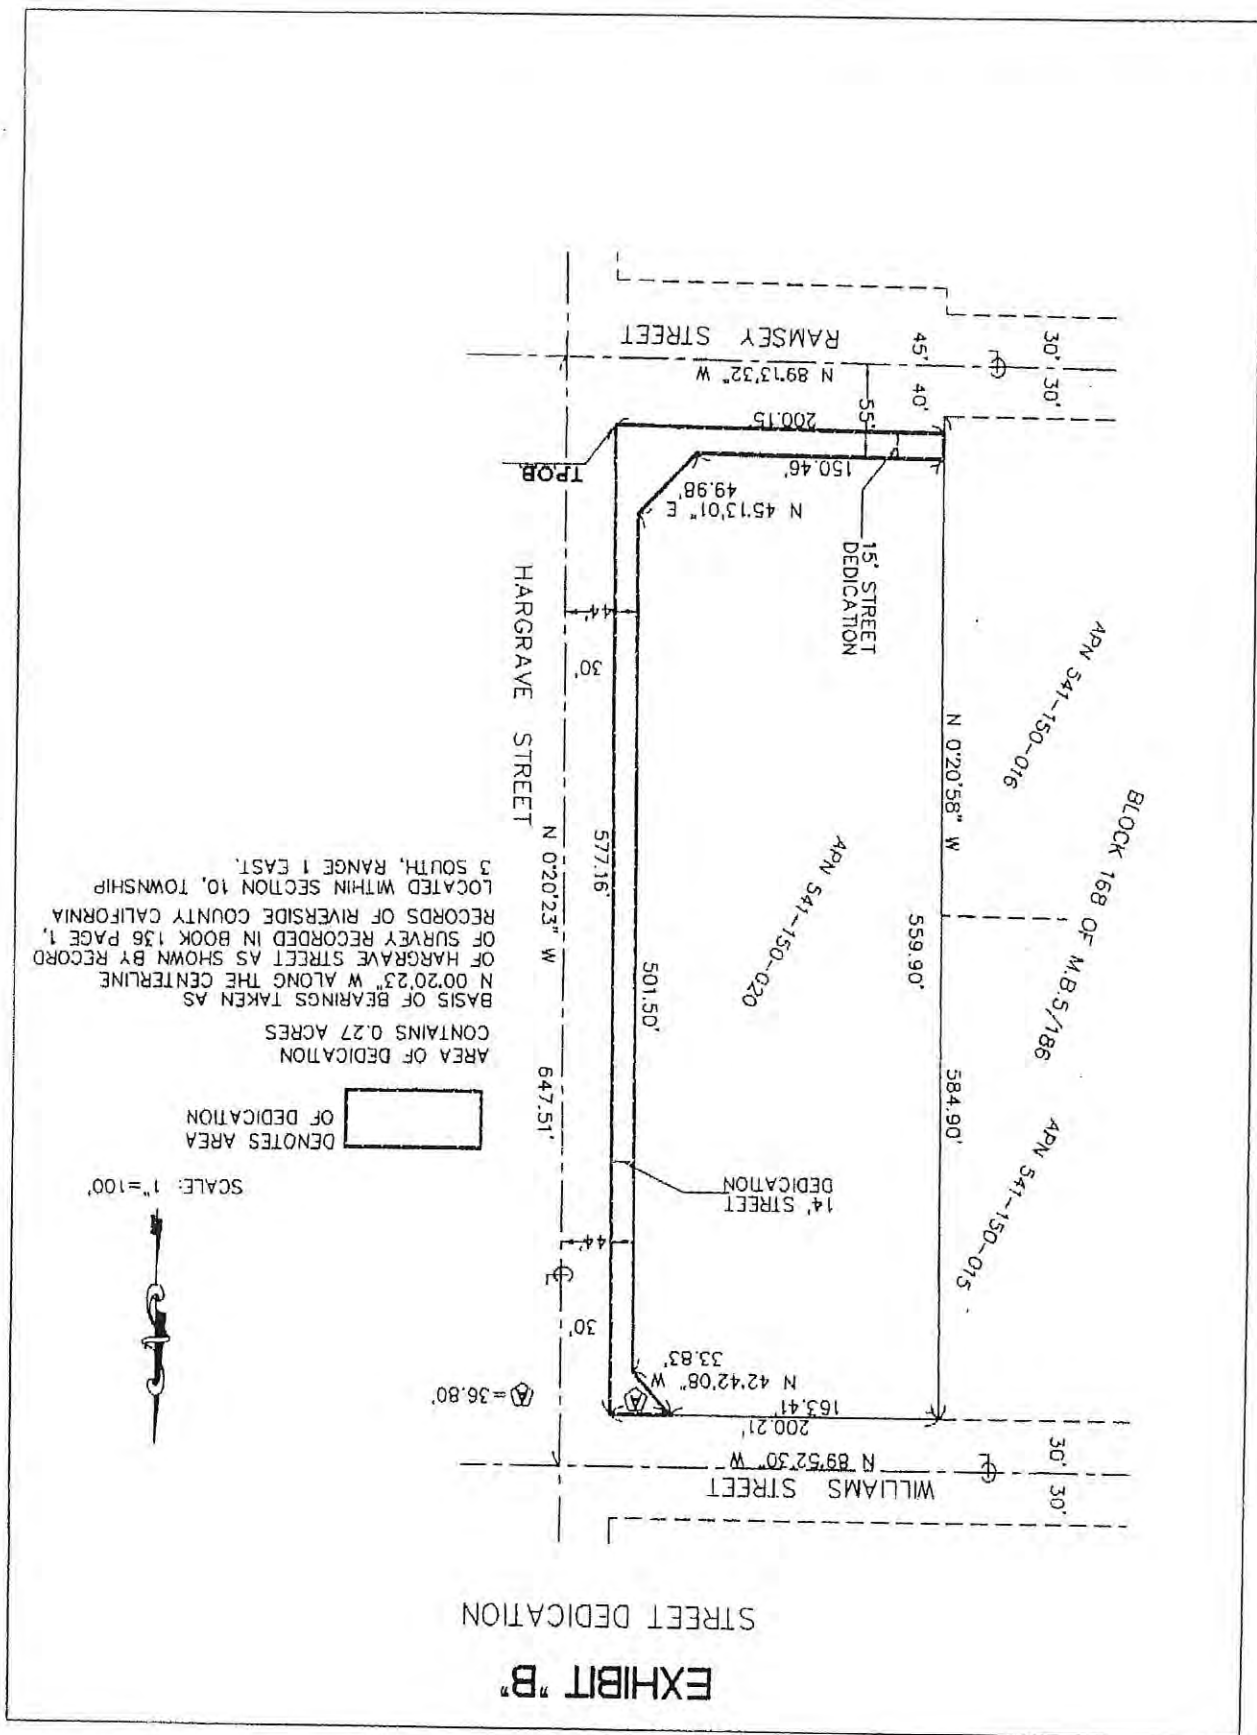 EXHIBIT "B"
STREET DEDICATION
WILLIAMS STREET
N 89°52'30" W
30'
30'
200.21'
163.41'
N 42°42'08" W
33.83'
A
A=36.80'
30'
44'
SCALE: 1"=100'
14' STREET
DEDICATION
DENOTES AREA
OF DEDICATION
AREA OF DEDICATION
CONTAINS 0.27 ACRES
BASIS OF BEARINGS TAKEN AS
N 00°20'23" W ALONG THE CENTERLINE
OF HARGRAVE STREET AS SHOWN BY RECORD
OF SURVEY RECORDED IN BOOK 136 PAGE 1,
RECORDS OF RIVERSIDE COUNTY CALIFORNIA
LOCATED WITHIN SECTION 10, TOWNSHIP
3 SOUTH, RANGE 1 EAST.
647.51'
N 0°20'23" W
HARGRAVE STREET
577.16'
501.50'
APN 541-150-020
584.90'
559.90'
N 0°20'58" W
APN 541-150-015
BLOCK 168 OF M.B.5/186
APN 541-150-016
30'
44'
15' STREET
DEDICATION
N 45°13'01" E
49.98'
T.P.O.B.
150.46'
200.15'
55'
N 89°13'32" W
RAMSEY STREET
40'
45'
30'
30'